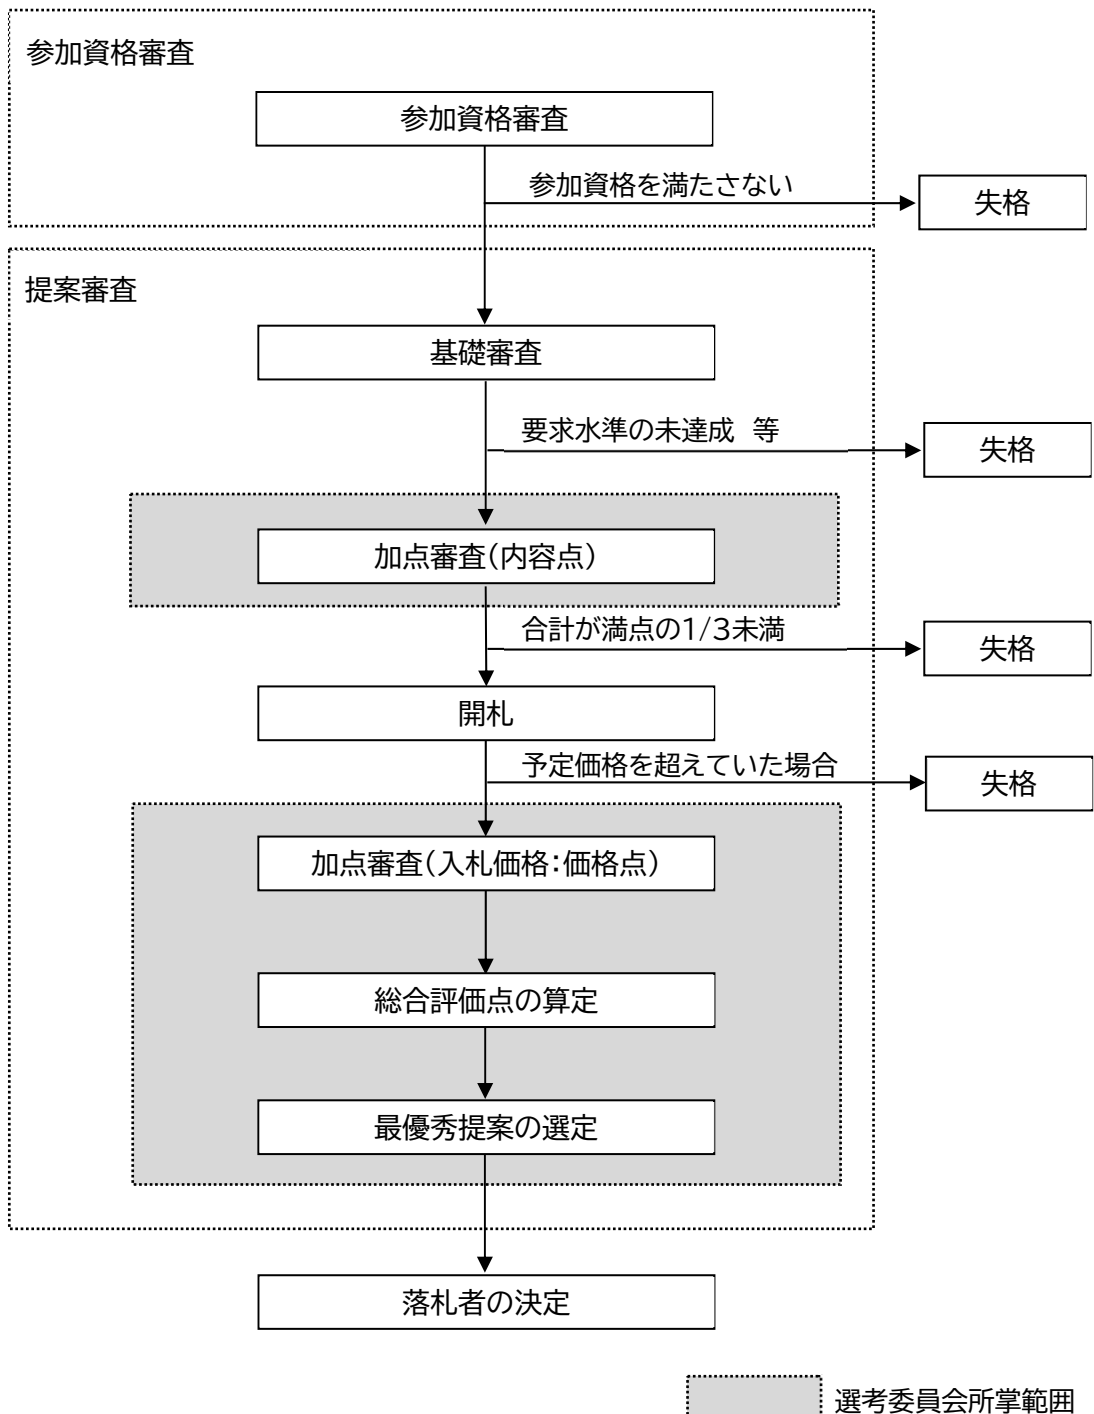 参加資格審査
参加資格審査
参加資格を満たさない
失格
提案審査
基礎審査
要求水準の未達成　等
失格
加点審査（内容点）
合計が満点の1/3未満
失格
開札
予定価格を超えていた場合
失格
加点審査（入札価格：価格点）
総合評価点の算定
最優秀提案の選定
落札者の決定
選考委員会所掌範囲